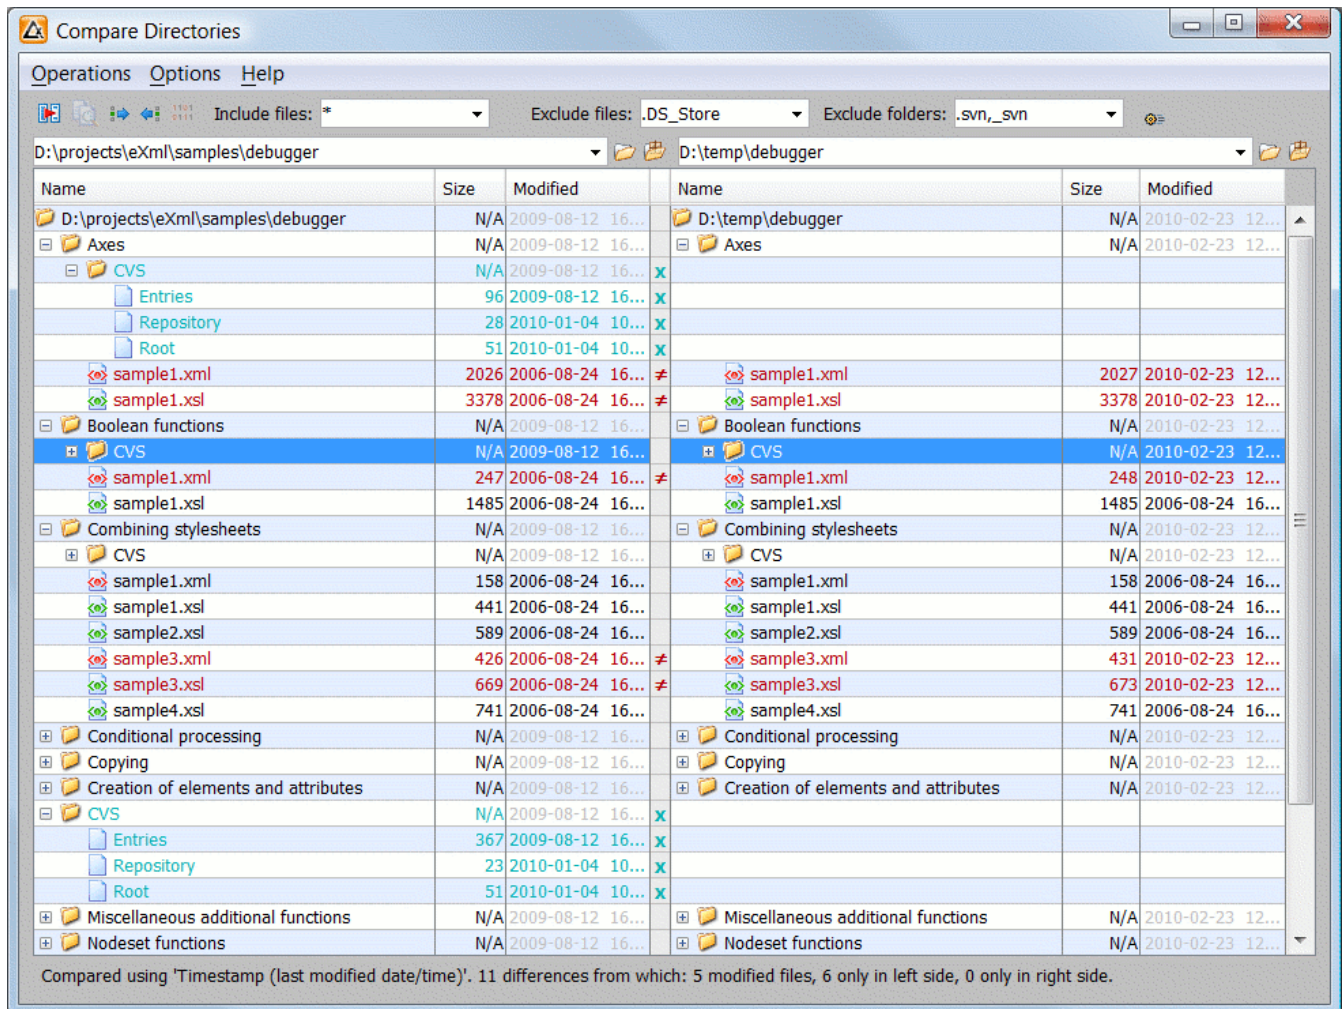 Compare Directories
Operations Options Help
Include files: * Exclude files: .DS_Store Exclude folders: .svn,_svn
D:\projects\eXml\samples\debugger D:\temp\debugger
Name Size Modified Name Size Modified
D:\projects\eXml\samples\debugger N/A 2009-08-12 16... D:\temp\debugger N/A 2010-02-23 12...
Axes N/A 2009-08-12 16... Axes N/A 2010-02-23 12...
CVS N/A 2009-08-12 16... x
Entries 96 2009-08-12 16... x
Repository 28 2010-01-04 10... x
Root 51 2010-01-04 10... x
sample1.xml 2026 2006-08-24 16... ≠ sample1.xml 2027 2010-02-23 12...
sample1.xsl 3378 2006-08-24 16... ≠ sample1.xsl 3378 2010-02-23 12...
Boolean functions N/A 2009-08-12 16... Boolean functions N/A 2010-02-23 12...
CVS N/A 2009-08-12 16... CVS N/A 2010-02-23 12...
sample1.xml 247 2006-08-24 16... ≠ sample1.xml 248 2010-02-23 12...
sample1.xsl 1485 2006-08-24 16... sample1.xsl 1485 2006-08-24 16...
Combining stylesheets N/A 2009-08-12 16... Combining stylesheets N/A 2010-02-23 12...
CVS N/A 2009-08-12 16... CVS N/A 2010-02-23 12...
sample1.xml 158 2006-08-24 16... sample1.xml 158 2006-08-24 16...
sample1.xsl 441 2006-08-24 16... sample1.xsl 441 2006-08-24 16...
sample2.xsl 589 2006-08-24 16... sample2.xsl 589 2006-08-24 16...
sample3.xml 426 2006-08-24 16... ≠ sample3.xml 431 2010-02-23 12...
sample3.xsl 669 2006-08-24 16... ≠ sample3.xsl 673 2010-02-23 12...
sample4.xsl 741 2006-08-24 16... sample4.xsl 741 2006-08-24 16...
Conditional processing N/A 2009-08-12 16... Conditional processing N/A 2010-02-23 12...
Copying N/A 2009-08-12 16... Copying N/A 2010-02-23 12...
Creation of elements and attributes N/A 2009-08-12 16... Creation of elements and attributes N/A 2010-02-23 12...
CVS N/A 2009-08-12 16... x
Entries 367 2009-08-12 16... x
Repository 23 2010-01-04 10... x
Root 51 2010-01-04 10... x
Miscellaneous additional functions N/A 2009-08-12 16... Miscellaneous additional functions N/A 2010-02-23 12...
Nodeset functions N/A 2009-08-12 16... Nodeset functions N/A 2010-02-23 12...
Compared using 'Timestamp (last modified date/time)'. 11 differences from which: 5 modified files, 6 only in left side, 0 only in right side.